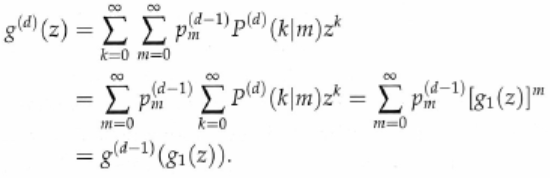 g^{(d)}(z) = \sum_{k=0}^{\infty} \sum_{m=0}^{\infty} p_m^{(d-1)} P^{(d)}(k|m) z^k
= \sum_{m=0}^{\infty} p_m^{(d-1)} \sum_{k=0}^{\infty} P^{(d)}(k|m) z^k = \sum_{m=0}^{\infty} p_m^{(d-1)} [g_1(z)]^m
= g^{(d-1)}(g_1(z)).